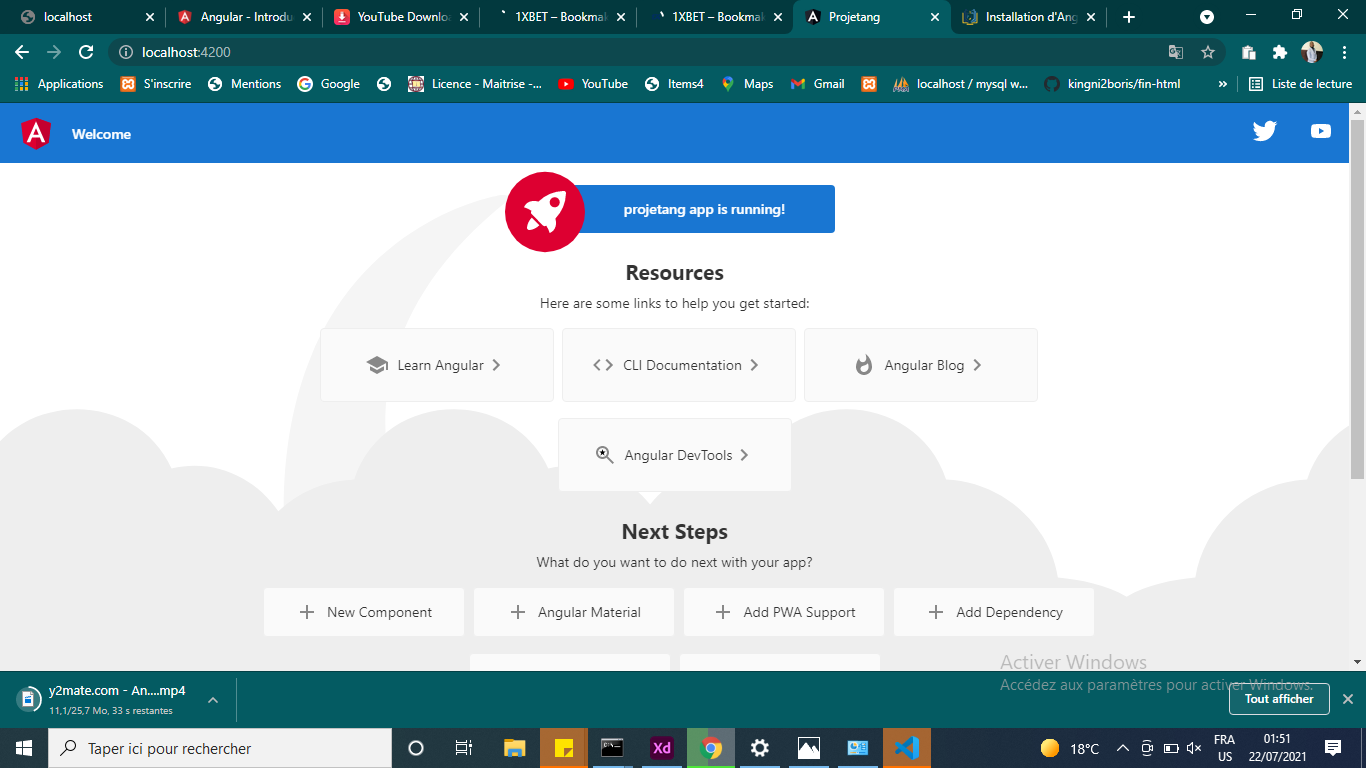 localhost
Angular - Introdu
YouTube Downlo
1XBET – Bookmak
1XBET – Bookmak
Projetang
Installation d'Ang
localhost:4200
Applications
S'inscrire
Mentions
Google
Licence - Maitrise -...
YouTube
Items4
Maps
Gmail
localhost / mysql w...
kingni2boris/fin-html
»
Liste de lecture
Welcome
projetang app is running!
Resources
Here are some links to help you get started:
Learn Angular
CLI Documentation
Angular Blog
Angular DevTools
Next Steps
What do you want to do next with your app?
New Component
Angular Material
Add PWA Support
Add Dependency
Activer Windows
Accédez aux paramètres pour activer Windows.
y2mate.com - An....mp4
11,1/25,7 Mo, 33 s restantes
Tout afficher
Taper ici pour rechercher
Xd
18°C
FRA
US
01:51
22/07/2021